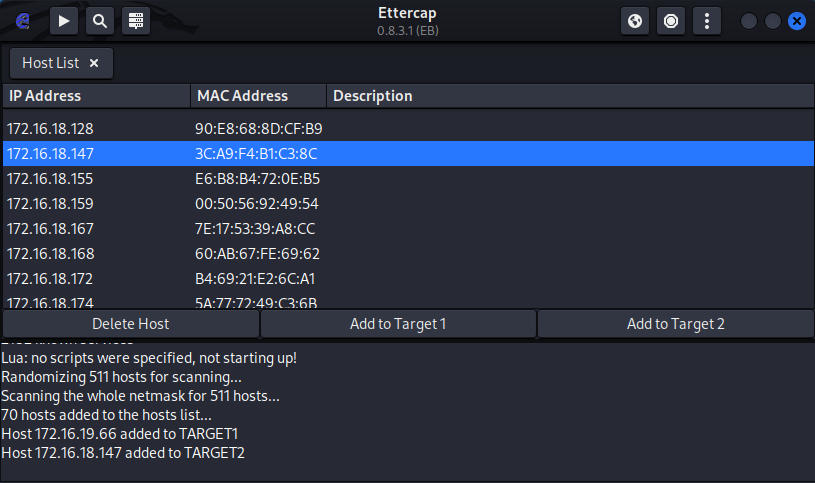 Ettercap
0.8.3.1 (EB)
Host List
IP Address MAC Address Description
172.16.18.128 90:E8:68:8D:CF:B9
172.16.18.147 3C:A9:F4:B1:C3:8C
172.16.18.155 E6:B8:B4:72:0E:B5
172.16.18.159 00:50:56:92:49:54
172.16.18.167 7E:17:53:39:A8:CC
172.16.18.168 60:AB:67:FE:69:62
172.16.18.172 B4:69:21:E2:6C:A1
172.16.18.174 5A:77:72:49:C3:6B
Delete Host Add to Target 1 Add to Target 2
Lua: no scripts were specified, not starting up!
Randomizing 511 hosts for scanning...
Scanning the whole netmask for 511 hosts...
70 hosts added to the hosts list...
Host 172.16.19.66 added to TARGET1
Host 172.16.18.147 added to TARGET2